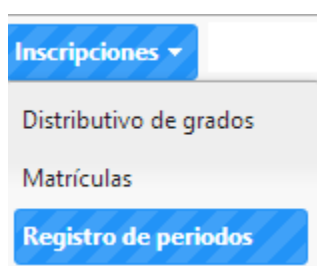 Inscripciones
Distributivo de grados
Matrículas
Registro de periodos